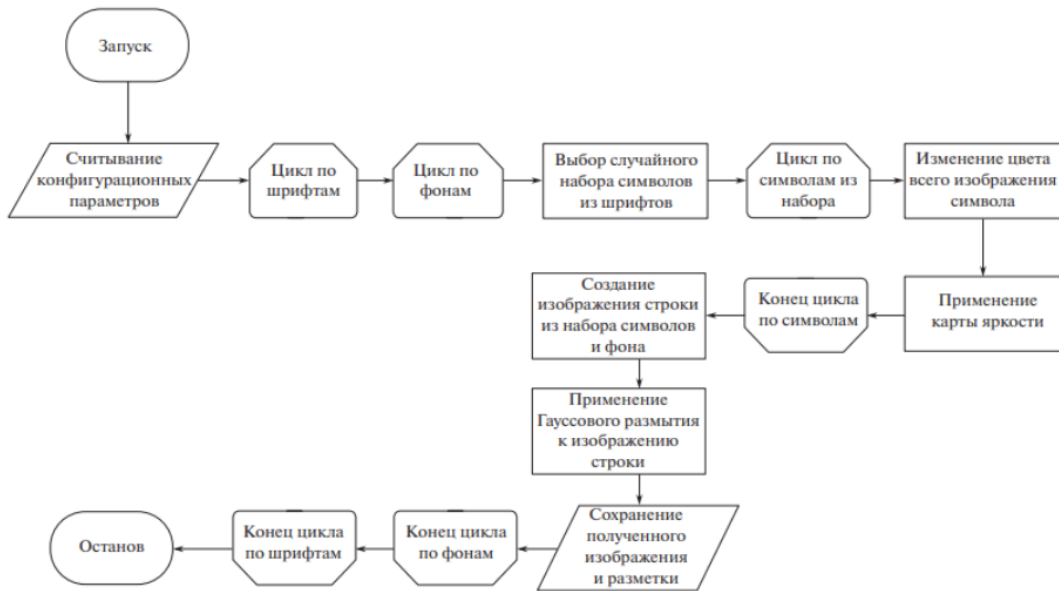 Запуск
Считывание
конфигурационных
параметров
Цикл по
шрифтам
Цикл по
фонам
Выбор случайного
набора символов
из шрифтов
Цикл по
символам из
набора
Изменение цвета
всего изображения
символа
Применение
карты яркости
Конец цикла
по символам
Создание
изображения строки
из набора символов
и фона
Применение
Гауссового размытия
к изображению
строки
Сохранение
полученного
изображения
и разметки
Конец цикла
по фонам
Конец цикла
по шрифтам
Останов